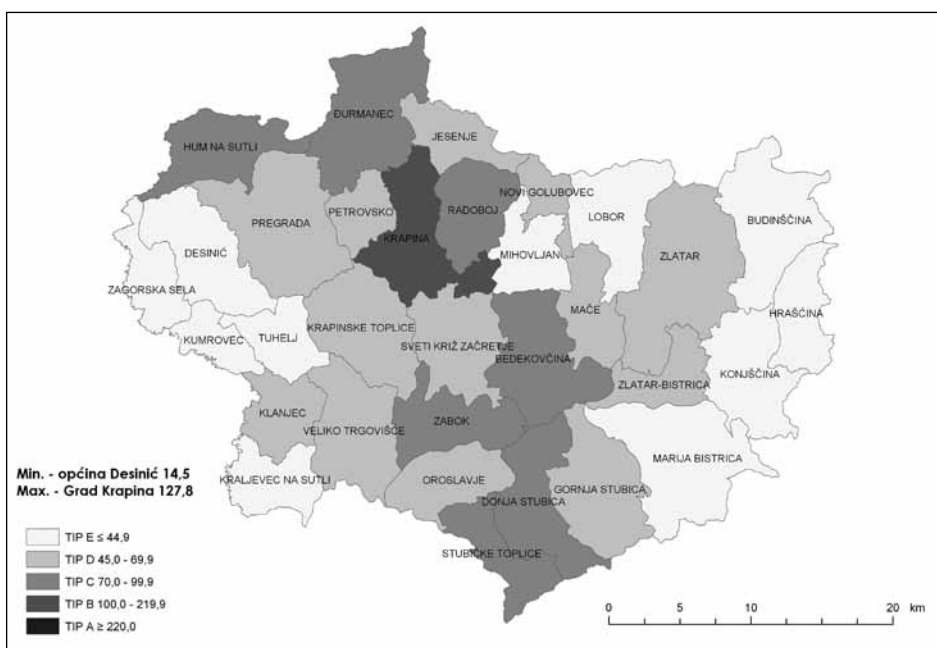 ĐURMANEC
JESENJE
HUM NA SUTLI
NOVI GOLUBOVEC
PETROVSKO
RADOBOJ
LOBOR
BUDINŠČINA
PREGRADA
KRAPINA
DESINIĆ
MIHOVLJAN
ZLATAR
ZAGORSKA SELA
MAČE
HRAŠĆINA
KRAPINSKE TOPLICE
KUMROVEC
TUHELJ
SVETI KRIŽ ZAČRETJE
BEDEKOVČINA
KONJŠČINA
ZLATAR-BISTRICA
KLANJEC
ZABOK
VELIKO TRGOVIŠĆE
MARIJA BISTRICA
KRALJEVEC NA SUTLI
OROSLAVJE
GORNJA STUBICA
DONJA STUBICA
STUBIČKE TOPLICE
Min. - općina Desinić 14,5
Max. - Grad Krapina 127,8
TIP E ≤ 44,9
TIP D 45,0 - 69,9
TIP C 70,0 - 99,9
TIP B 100,0 - 219,9
TIP A ≥ 220,0
0 5 10 20 km